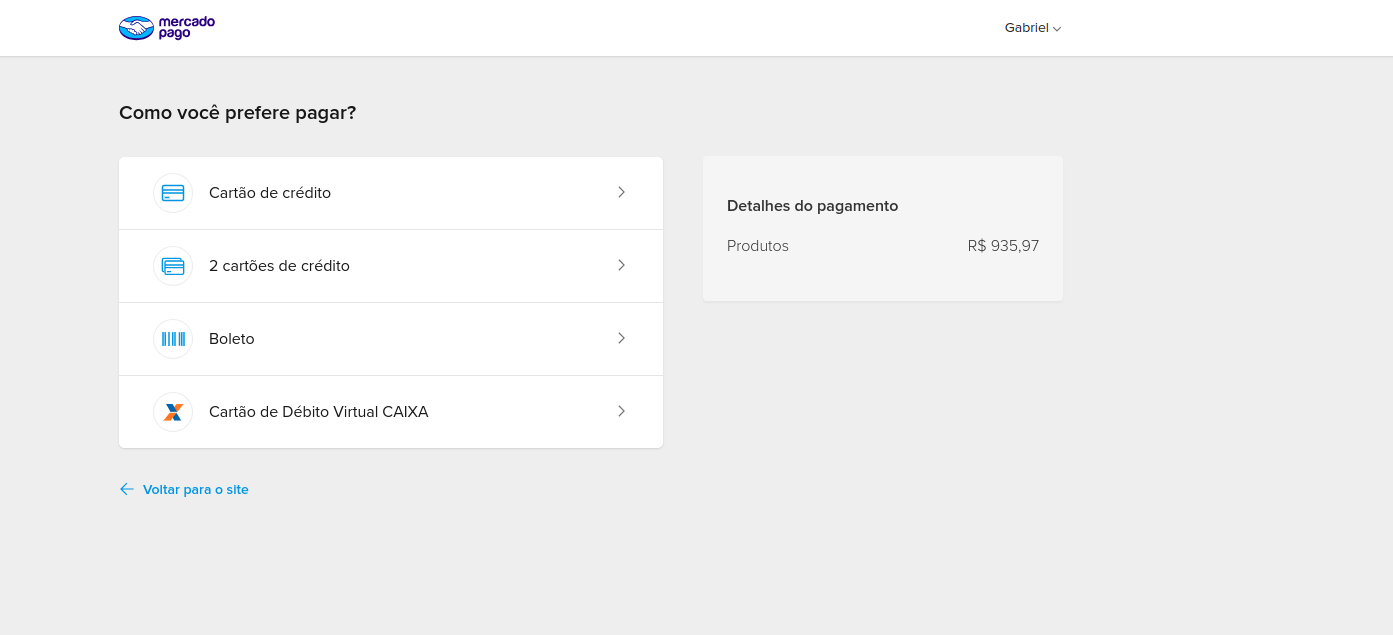 mercado
pago
Gabriel
Como você prefere pagar?
Cartão de crédito
2 cartões de crédito
Boleto
Cartão de Débito Virtual CAIXA
Voltar para o site
Detalhes do pagamento
Produtos R$ 935,97